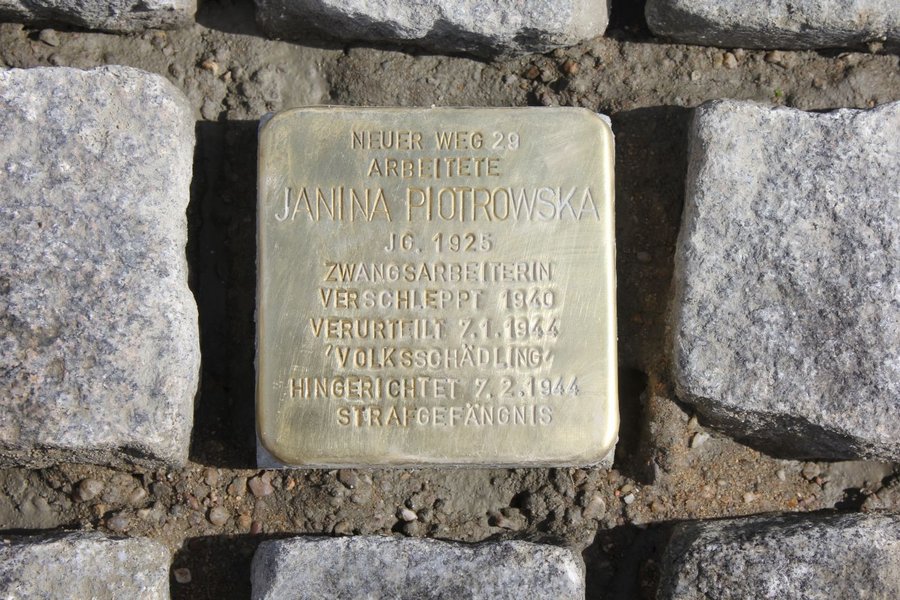 NEUER WEG 29
ARBEITETE
JANINA PIOTROWSKA
JG. 1925
ZWANGSARBEITERIN
VERSCHLEPPT 1940
VERURTEILT 7.1.1944
'VOLKSSCHÄDLING'
HINGERICHTET 7.2.1944
STRAFGEFÄNGNIS